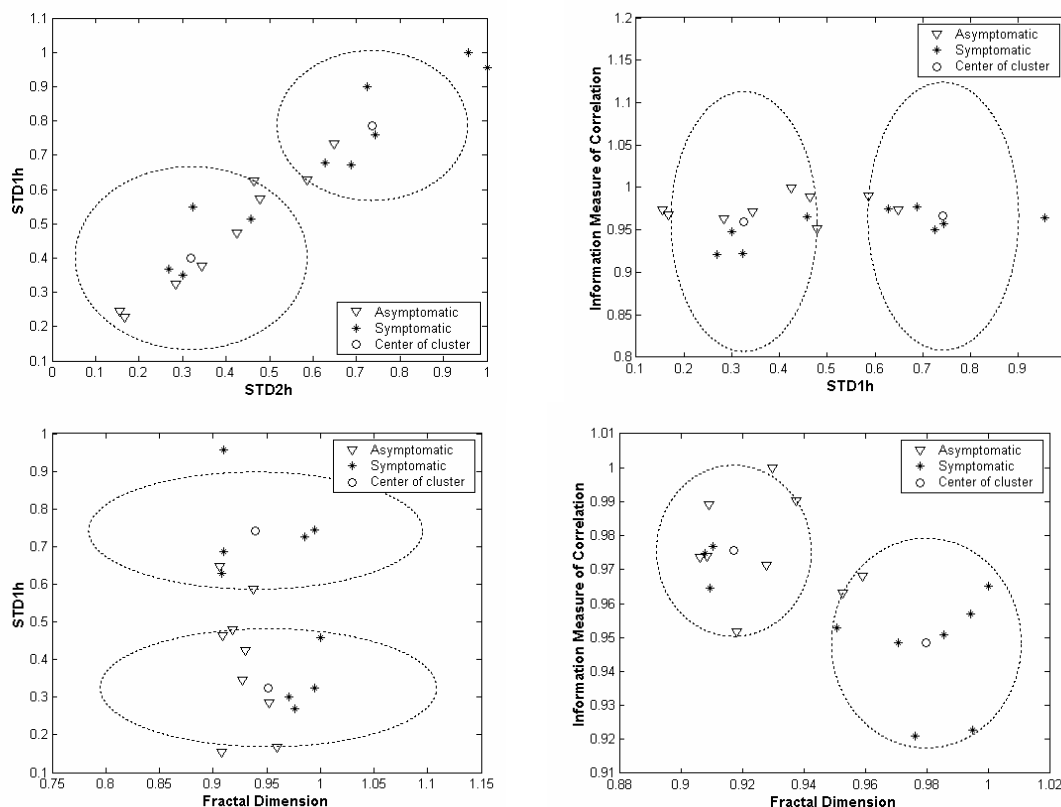 STD1h
1
0.9
0.8
0.7
0.6
0.5
0.4
0.3
0.2
0.1
Asymptomatic
Symptomatic
Center of cluster
0 0.1 0.2 0.3 0.4 0.5 0.6 0.7 0.8 0.9 1
STD2h
Information Measure of Correlation
1.2
1.15
1.1
1.05
1
0.95
0.9
0.85
0.8
Asymptomatic
Symptomatic
Center of cluster
0.1 0.2 0.3 0.4 0.5 0.6 0.7 0.8 0.9 1
STD1h
STD1h
1
0.9
0.8
0.7
0.6
0.5
0.4
0.3
0.2
0.1
Asymptomatic
Symptomatic
Center of cluster
0.75 0.8 0.85 0.9 0.95 1 1.05 1.1 1.15
Fractal Dimension
Information Measure of Correlation
1.01
1
0.99
0.98
0.97
0.96
0.95
0.94
0.93
0.92
0.91
Asymptomatic
Symptomatic
Center of cluster
0.88 0.9 0.92 0.94 0.96 0.98 1 1.02
Fractal Dimension